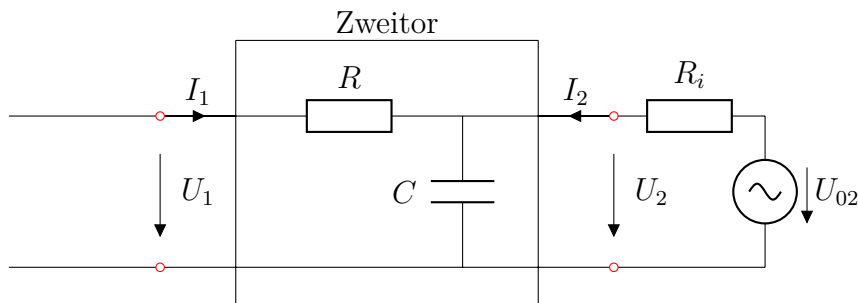 Zweitor
I₁ R I₂ Rᵢ
U₁ C U₂ U₀₂